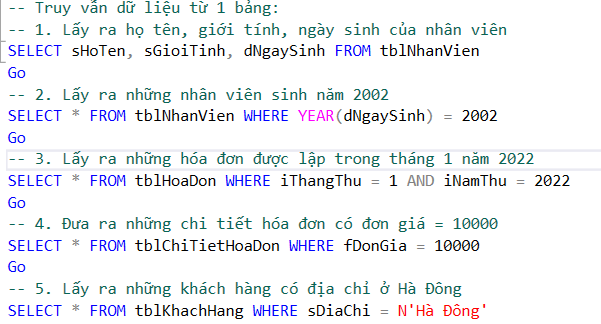 -- Truy vấn dữ liệu từ 1 bảng:
-- 1. Lấy ra họ tên, giới tính, ngày sinh của nhân viên
SELECT sHoTen, sGioiTinh, dNgaySinh FROM tblNhanVien
Go
-- 2. Lấy ra những nhân viên sinh năm 2002
SELECT * FROM tblNhanVien WHERE YEAR(dNgaySinh) = 2002
Go
-- 3. Lấy ra những hóa đơn được lập trong tháng 1 năm 2022
SELECT * FROM tblHoaDon WHERE iThangThu = 1 AND iNamThu = 2022
Go
-- 4. Đưa ra những chi tiết hóa đơn có đơn giá = 10000
SELECT * FROM tblChiTietHoaDon WHERE fDonGia = 10000
Go
-- 5. Lấy ra những khách hàng có địa chỉ ở Hà Đông
SELECT * FROM tblKhachHang WHERE sDiaChi = N'Hà Đông'